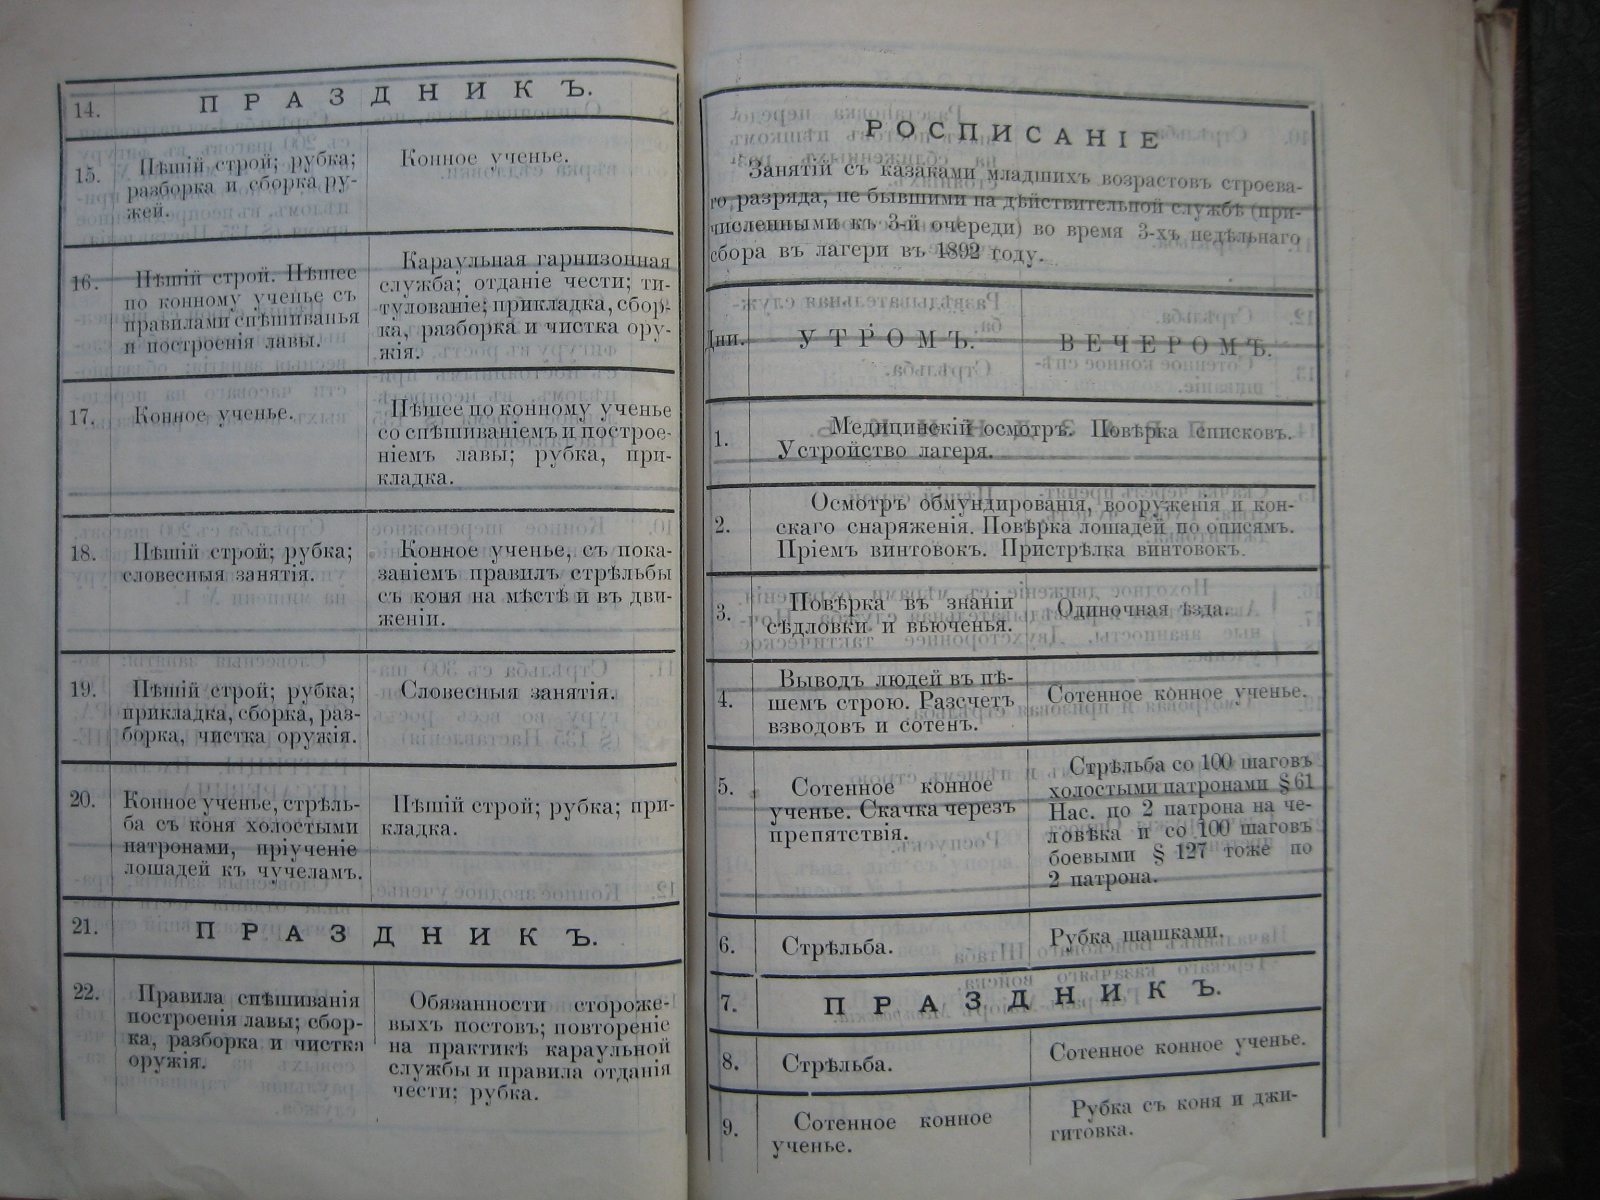 14. ПРАЗДНИКЪ.
15. Пѣшій строй; рубка;
разборка и сборка ру-
жей.
Конное ученье.
16. Пѣшій строй. Пѣшее
по конному ученье съ
правилами спѣшиванья
и построенія лавы.
Караульная гарнизонная
служба; отданіе чести; ти-
тулованіе; прикладка, сбор-
ка, разборка и чистка ору-
жія.
17. Конное ученье.
Пѣшее по конному ученье
со спѣшиваніемъ и построе-
ніемъ лавы; рубка, при-
кладка.
18. Пѣшій строй; рубка;
словесныя занятія.
Конное ученье, съ пока-
заніемъ правилъ стрѣльбы
съ коня на мѣстѣ и въ дви-
женіи.
19. Пѣшій строй; рубка;
прикладка, сборка, раз-
борка, чистка оружія.
Словесныя занятія.
20. Конное ученье, стрѣль-
ба съ коня холостыми
патронами, пріученіе
лошадей къ чучеламъ.
Пѣшій строй; рубка; при-
кладка.
21. ПРАЗДНИКЪ.
22. Правила спѣшиванія
построенія лавы; сбор-
ка, разборка и чистка
оружія.
Обязанности стороже-
выхъ постовъ; повтореніе
на практикѣ караульной
службы и правила отданія
чести; рубка.
РОСПИСАНІЕ
Занятій съ казаками младшихъ возрастовъ строева-
го разряда, не бывшими на дѣйствительной службѣ (при-
численными къ 3-й очереди) во время 3-хъ недѣльнаго
сбора въ лагери въ 1892 году.
Дни. УТРОМЪ. ВЕЧЕРОМЪ.
1. Медицинскій осмотръ. Повѣрка списковъ.
Устройство лагеря.
2. Осмотръ обмундированія, вооруженія и кон-
скаго снаряженія. Повѣрка лошадей по описямъ.
Пріемъ винтовокъ. Пристрѣлка винтовокъ.
3. Повѣрка въ знаніи
сѣдловки и вьюченья.
Одиночная ѣзда.
4. Выводъ людей въ пѣ-
шемъ строю. Разсчетъ
взводовъ и сотенъ.
Сотенное конное ученье.
5. Сотенное конное
ученье. Скачка черезъ
препятствія.
Стрѣльба со 100 шаговъ
холостыми патронами § 61
Нас. по 2 патрона на че-
ловѣка и со 100 шаговъ
боевыми § 127 тоже по
2 патрона.
6. Стрѣльба.
Рубка шашками.
7. ПРАЗДНИКЪ.
8. Стрѣльба.
Сотенное конное ученье.
9. Сотенное конное
ученье.
Рубка съ коня и джи-
гитовка.